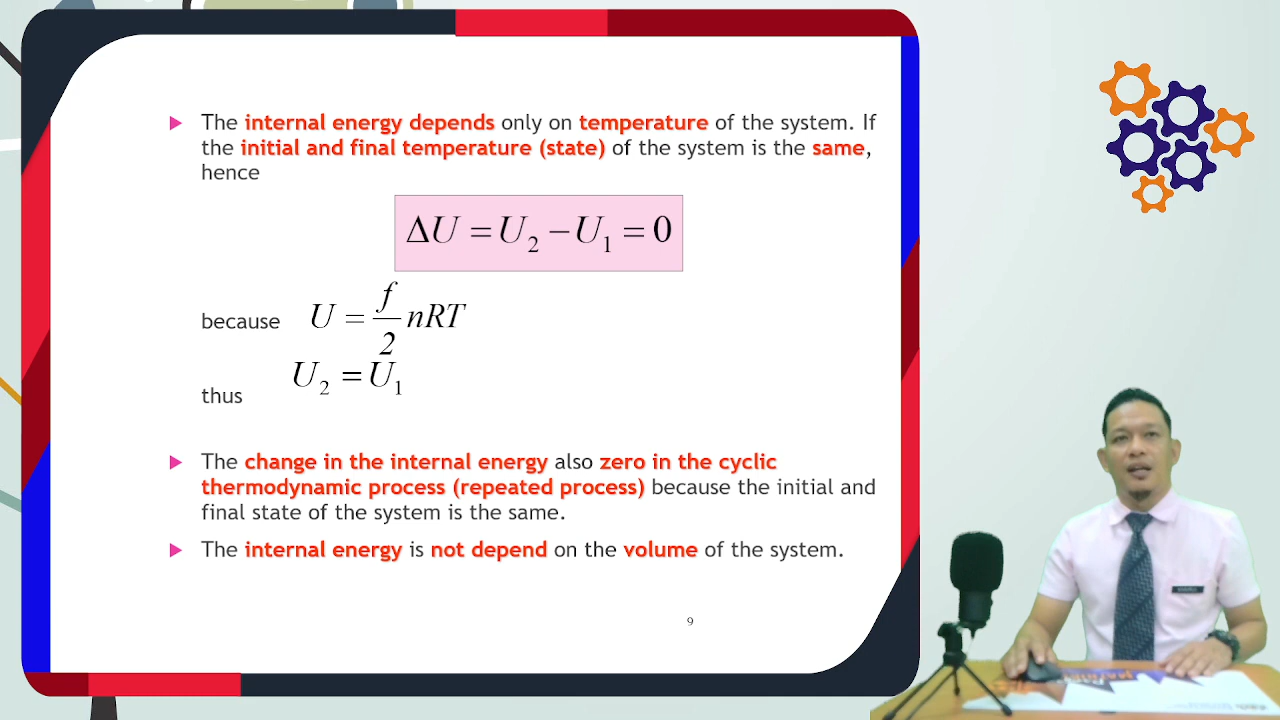 The internal energy depends only on temperature of the system. If
the initial and final temperature (state) of the system is the same,
hence
ΔU = U₂ − U₁ = 0
because U = f/2 nRT
thus U₂ = U₁
The change in the internal energy also zero in the cyclic
thermodynamic process (repeated process) because the initial and
final state of the system is the same.
The internal energy is not depend on the volume of the system.
9